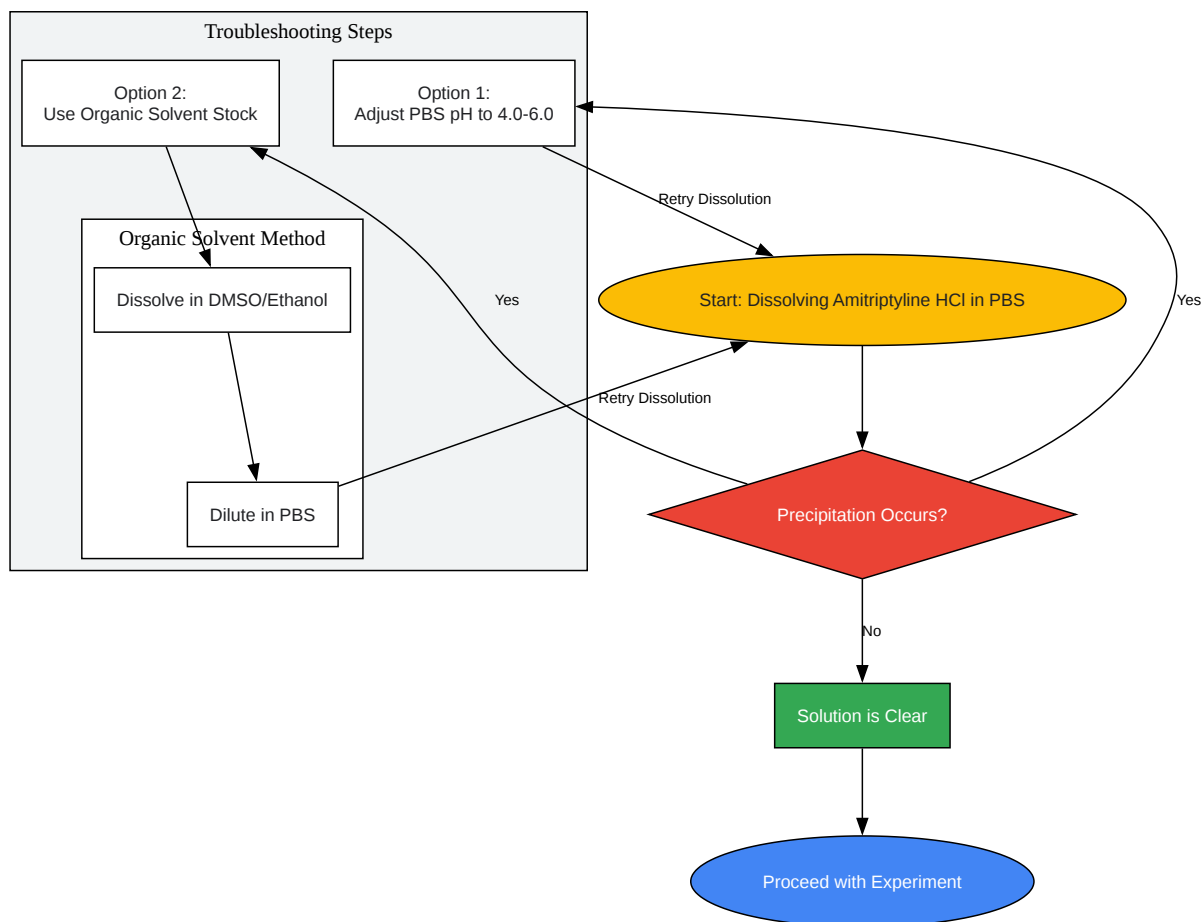 Troubleshooting Steps
Option 2:
Use Organic Solvent Stock
Option 1:
Adjust PBS pH to 4.0-6.0
Retry Dissolution
Organic Solvent Method
Dissolve in DMSO/Ethanol
Yes
Start: Dissolving Amitriptyline HCl in PBS
Yes
Retry Dissolution
Dilute in PBS
Precipitation Occurs?
No
Solution is Clear
Proceed with Experiment